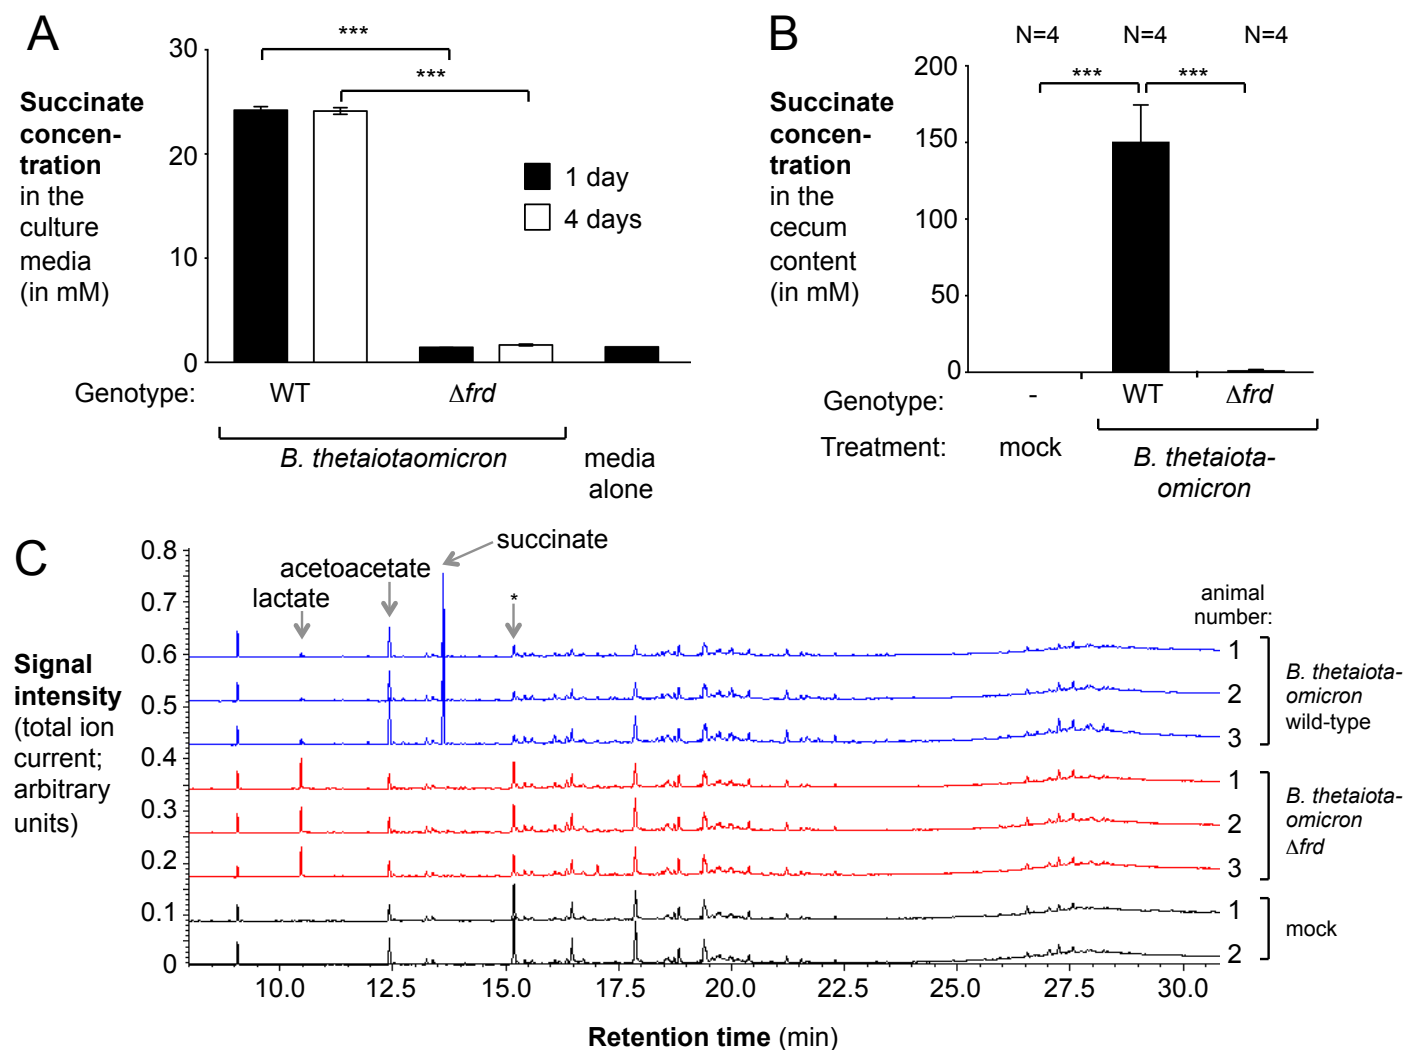 A
***
***
30
20
10
0
Succinate
concen-
tration
in the
culture
media
(in mM)
1 day
4 days
Genotype:
WT
Δfrd
B. thetaiotaomicron
media
alone
B
N=4
N=4
N=4
***
***
200
150
100
50
0
Succinate
concen-
tration
in the
cecum
content
(in mM)
Genotype:
-
WT
Δfrd
Treatment:
mock
B. thetaiota-
omicron
C
succinate
acetoacetate
lactate
*
0.8
0.7
0.6
0.5
0.4
0.3
0.2
0.1
0
Signal
intensity
(total ion
current;
arbitrary
units)
animal
number:
1
2
3
B. thetaiota-
omicron
wild-type
1
2
3
B. thetaiota-
omicron
Δfrd
1
2
mock
10.0 12.5 15.0 17.5 20.0 22.5 25.0 27.5 30.0
Retention time (min)